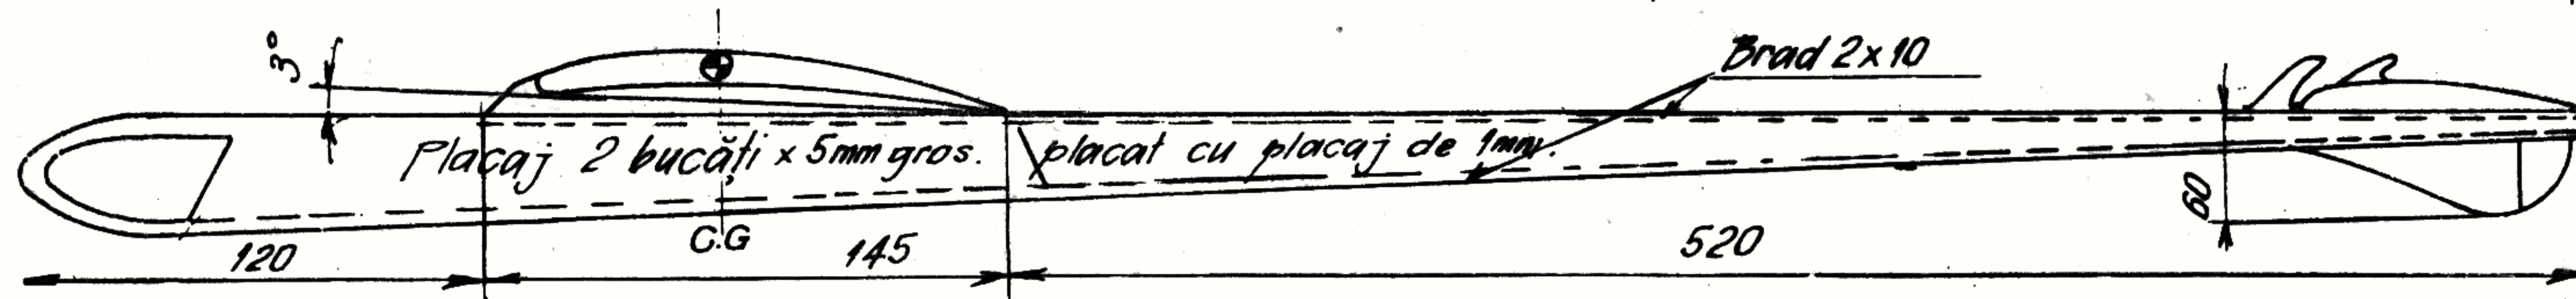 3°
Brad 2x10
Placaj 2 bucăți x 5mm gros.
placat cu placaj de 1mm.
60
C.G
120
145
520